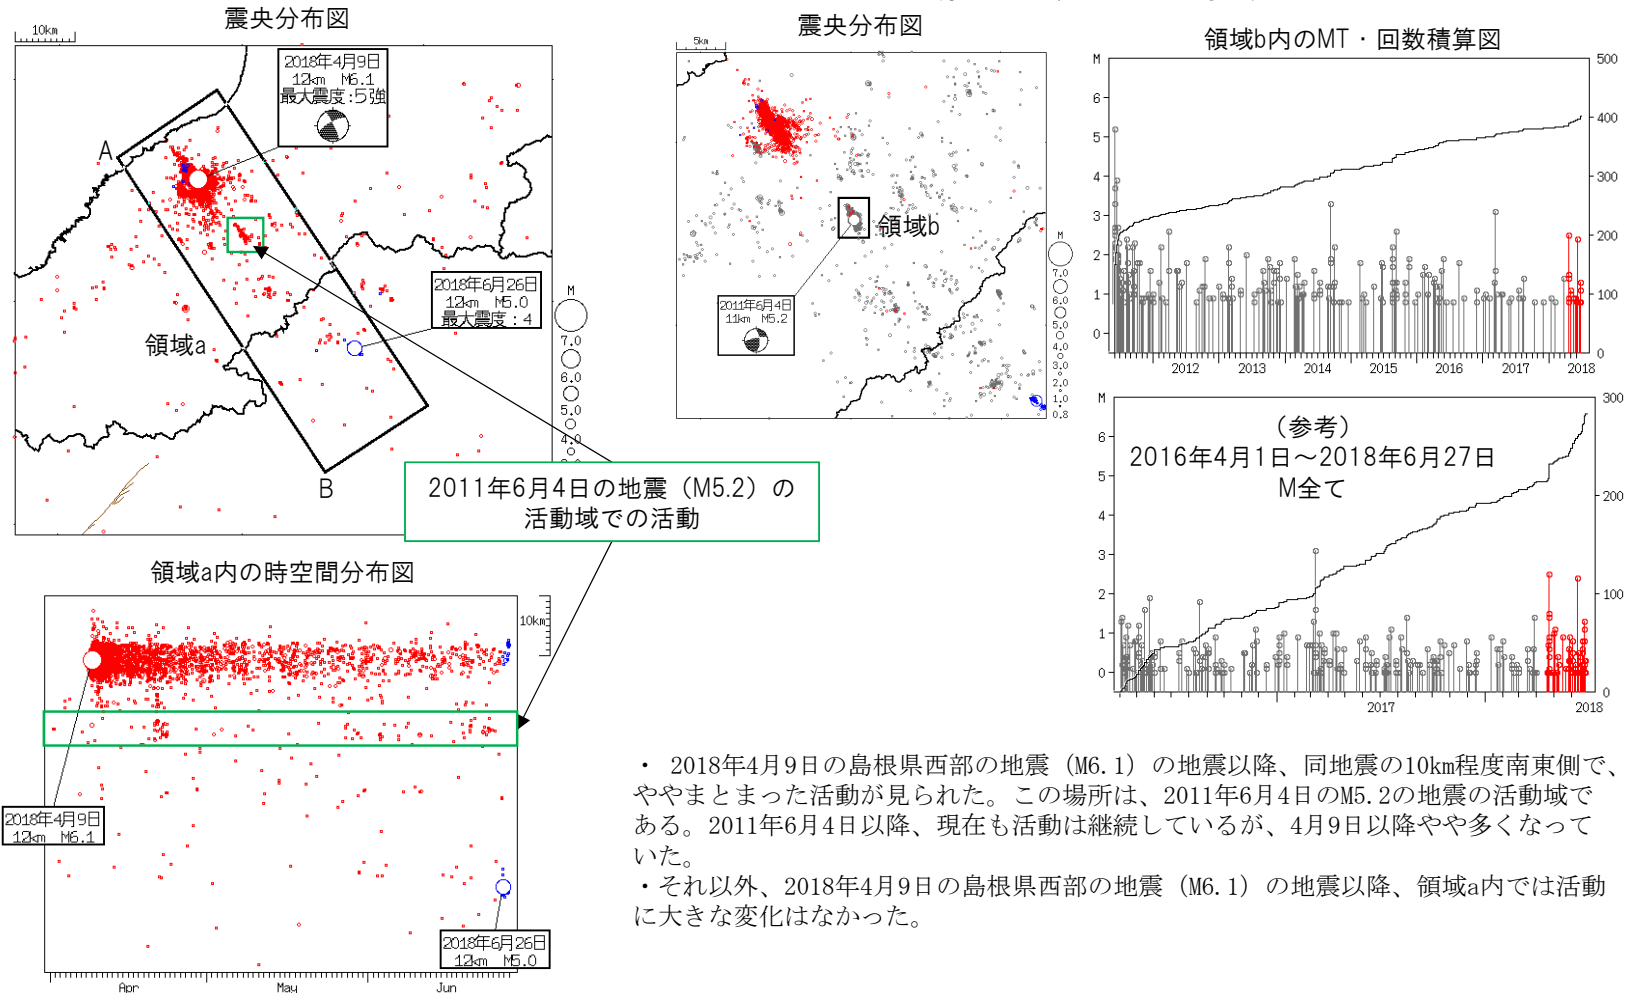 震央分布図
10km
2018年4月9日
12km M6.1
最大震度:5強
A
2018年6月26日
12km M5.0
最大震度:4
領域a
B
M
7.0
6.0
5.0
4.0
震央分布図
5km
領域b
2011年6月4日
11km M5.2
M
7.0
6.0
5.0
4.0
3.0
2.0
1.0
0.8
2011年6月4日の地震（M5.2）の
活動域での活動
領域a内の時空間分布図
10km
2018年4月9日
12km M6.1
2018年6月26日
12km M5.0
Apr May Jun
領域b内のMT・回数積算図
M
6
5
4
3
2
1
0
500
400
300
200
100
0
2012 2013 2014 2015 2016 2017 2018
（参考）
2016年4月1日～2018年6月27日
M全て
M
6
5
4
3
2
1
0
300
200
100
0
2017 2018
・ 2018年4月9日の島根県西部の地震（M6.1）の地震以降、同地震の10km程度南東側で、
ややまとまった活動が見られた。この場所は、2011年6月4日のM5.2の地震の活動域で
ある。2011年6月4日以降、現在も活動は継続しているが、4月9日以降やや多くなって
いた。
・それ以外、2018年4月9日の島根県西部の地震（M6.1）の地震以降、領域a内では活動
に大きな変化はなかった。